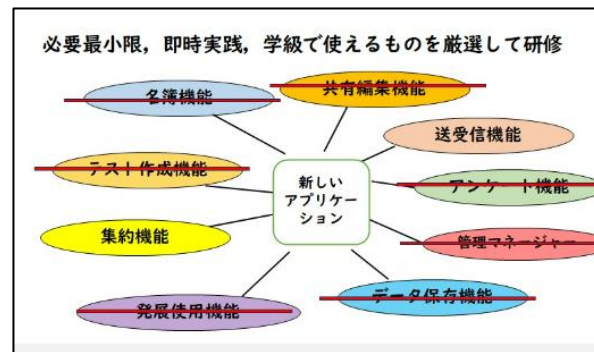 必要最小限，即時実践，学級で使えるものを厳選して研修
名簿機能
共有編集機能
送受信機能
テスト作成機能
アンケート機能
新しい
アプリケー
ション
集約機能
管理マネージャー
発展使用機能
データ保存機能